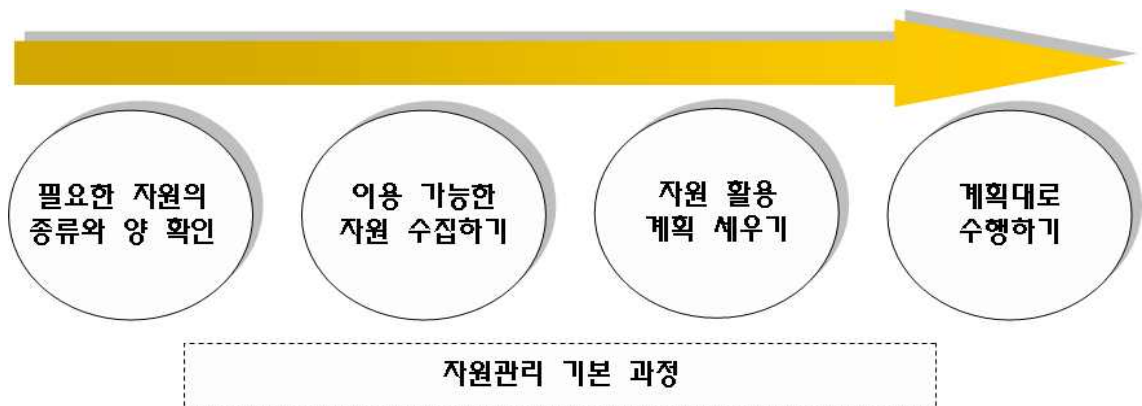 필요한 자원의
종류와 양 확인
이용 가능한
자원 수집하기
자원 활용
계획 세우기
계획대로
수행하기
자원관리 기본 과정